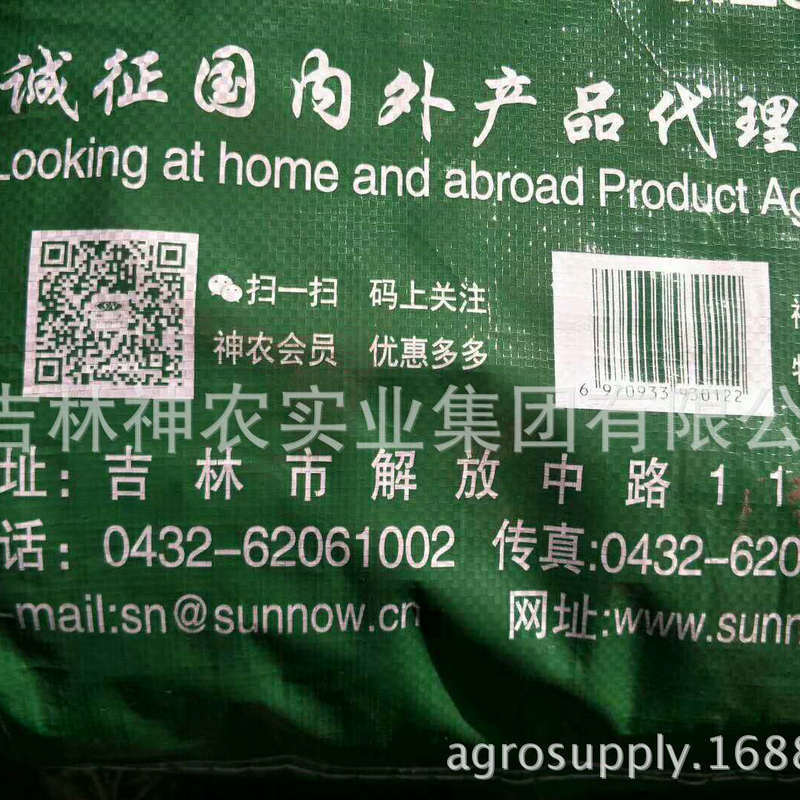 诚征国内外产品代理
Looking at home and abroad Product
扫一扫 码上关注
神农会员 优惠多多
6 970933 930122
吉林神农实业集团有限公
址：吉林市解放中路11
话：0432-62061002 传真:0432-620
-mail:sn@sunnow.cn 网址:www.sunn
agrosupply.1688